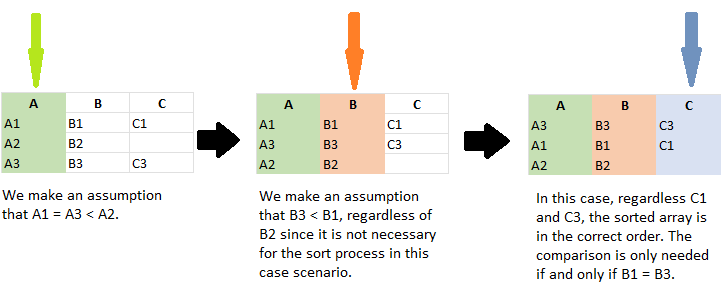 A B C
A1 B1 C1
A2 B2
A3 B3 C3
We make an assumption
that A1 = A3 < A2.
A B C
A1 B1 C1
A3 B3 C3
A2 B2
We make an assumption
that B3 < B1, regardless of
B2 since it is not necessary
for the sort process in this
case scenario.
A B C
A3 B3 C3
A1 B1 C1
A2 B2
In this case, regardless C1
and C3, the sorted array is
in the correct order. The
comparison is only needed
if and only if B1 = B3.